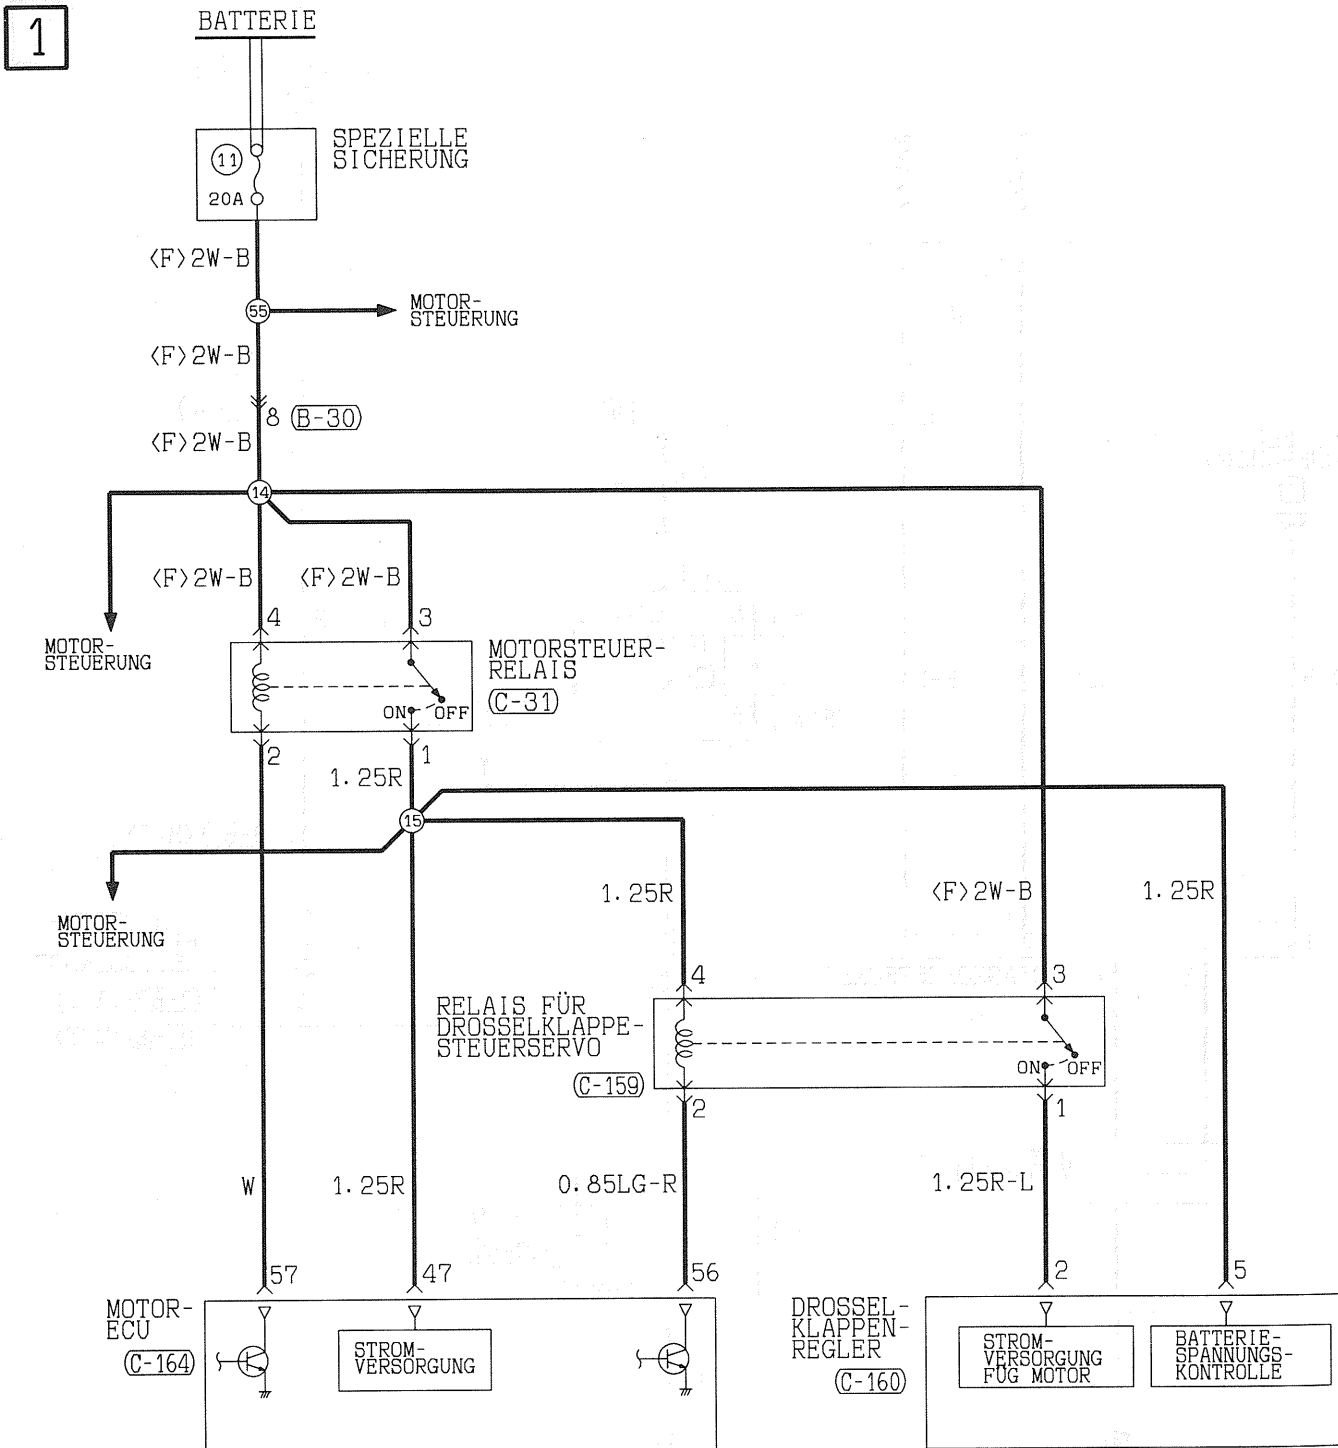 1
BATTERIE
SPEZIELLE
SICHERUNG
11
20A
<F>2W-B
55
MOTOR-
STEUERUNG
<F>2W-B
8 (B-30)
<F>2W-B
14
<F>2W-B <F>2W-B
4 3
MOTOR-
STEUERUNG
MOTORSTEUER-
RELAIS
(C-31)
ON OFF
2 1
1.25R
15
1.25R <F>2W-B 1.25R
MOTOR-
STEUERUNG
4 3
RELAIS FÜR
DROSSELKLAPPE-
STEUERSERVO
(C-159)
ON OFF
2 1
W 1.25R 0.85LG-R 1.25R-L
57 47 56 2 5
MOTOR-
ECU
(C-164)
STROM-
VERSORGUNG
DROSSEL-
KLAPPEN-
REGLER
(C-160)
STROM-
VERSORGUNG
FÜG MOTOR
BATTERIE-
SPANNUNGS-
KONTROLLE